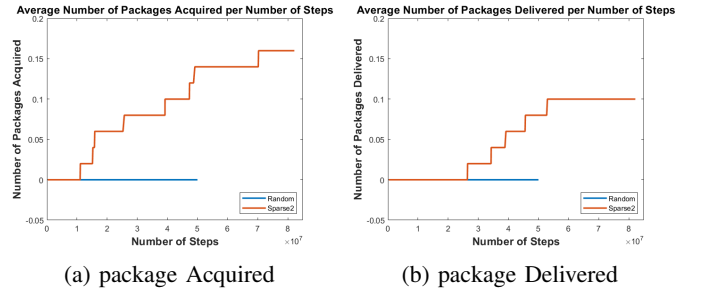 Average Number of Packages Acquired per Number of Steps
0.2
0.15
0.1
0.05
0
-0.05
Number of Packages Acquired
0 1 2 3 4 5 6 7 8
×10^7
Number of Steps
Random
Sparse2
(a) package Acquired
Average Number of Packages Delivered per Number of Steps
0.2
0.15
0.1
0.05
0
-0.05
Number of Packages Delivered
0 1 2 3 4 5 6 7 8
×10^7
Number of Steps
Random
Sparse2
(b) package Delivered